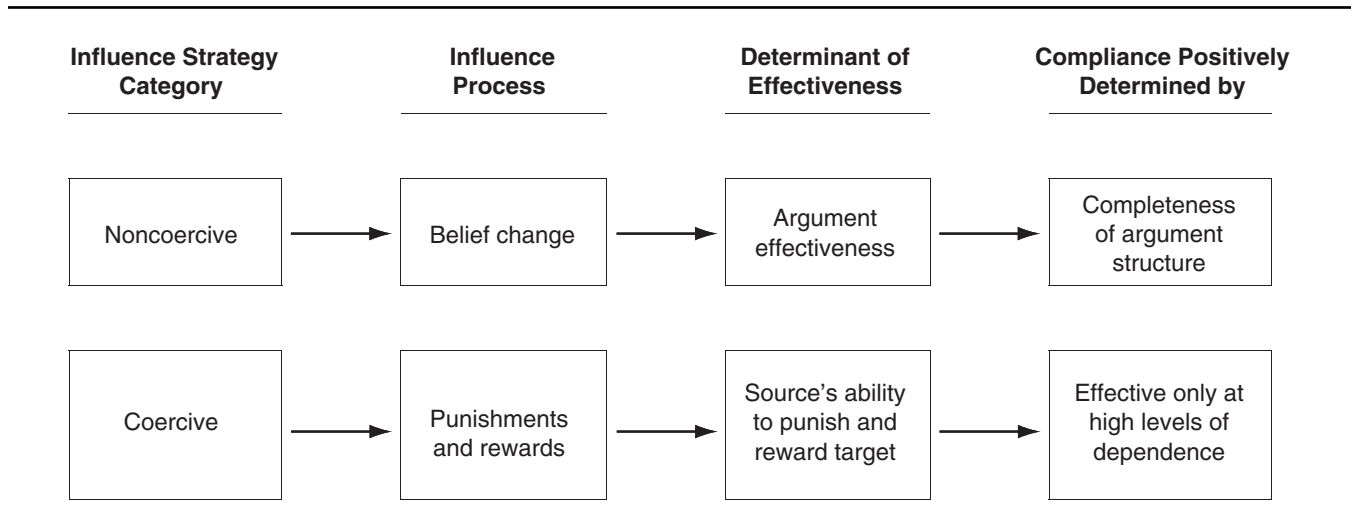 Influence Strategy
Category
Influence
Process
Determinant of
Effectiveness
Compliance Positively
Determined by
Noncoercive
Belief change
Argument
effectiveness
Completeness
of argument
structure
Coercive
Punishments
and rewards
Source’s ability
to punish and
reward target
Effective only at
high levels of
dependence